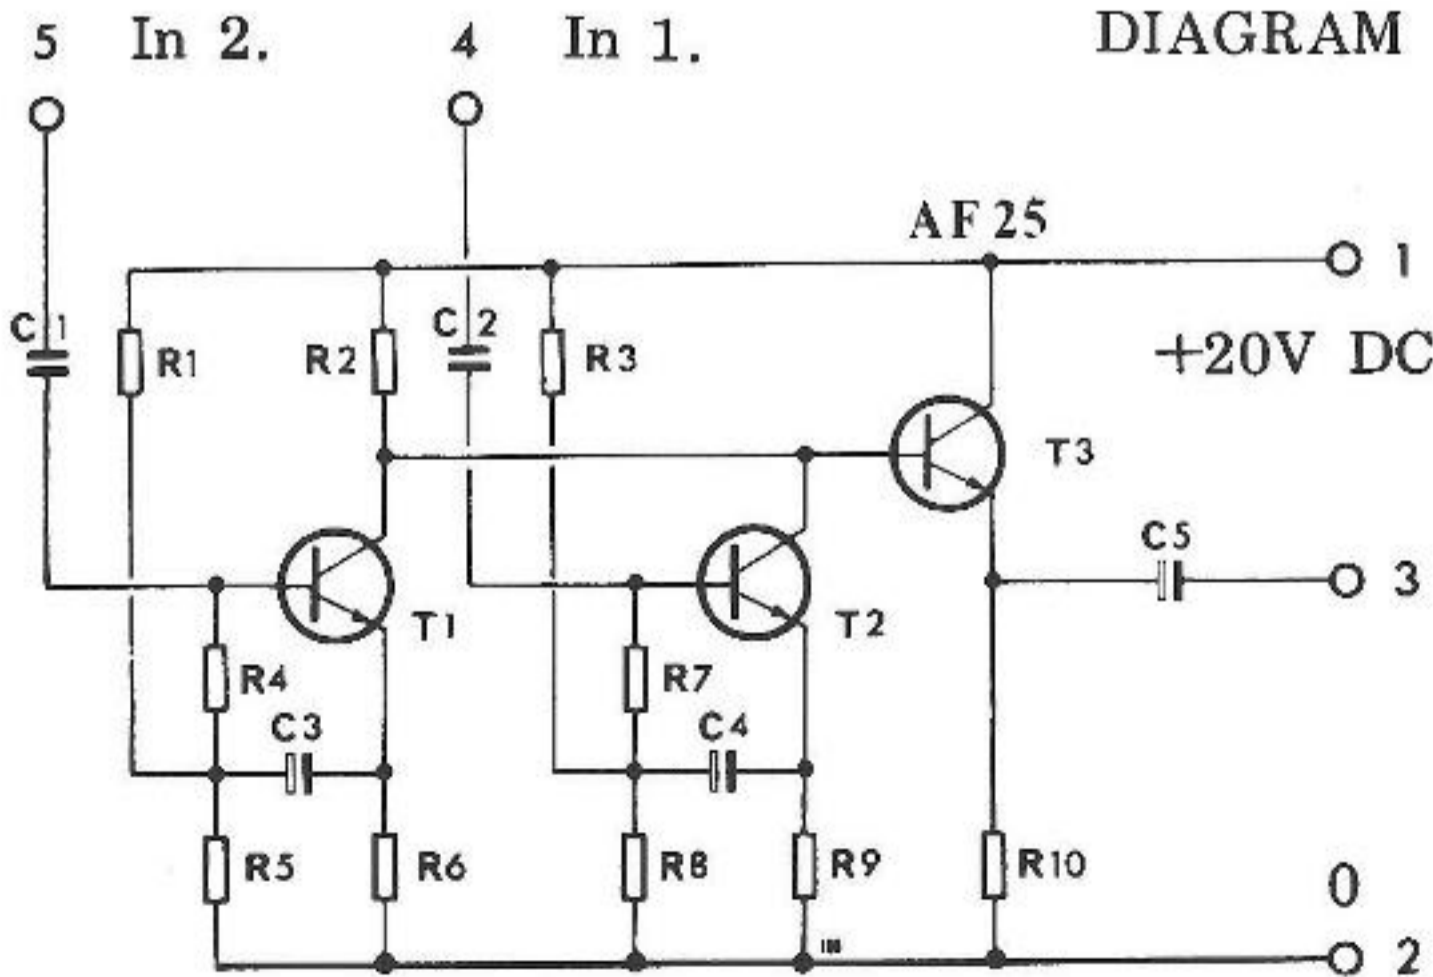 5 In 2. 4 In 1. DIAGRAM
AF 25
1
C1 R1 R2 C2 R3 +20V DC
T3
C5
3
T1 T2
R4 R7
C3 C4
R5 R6 R8 R9 R10 0
2